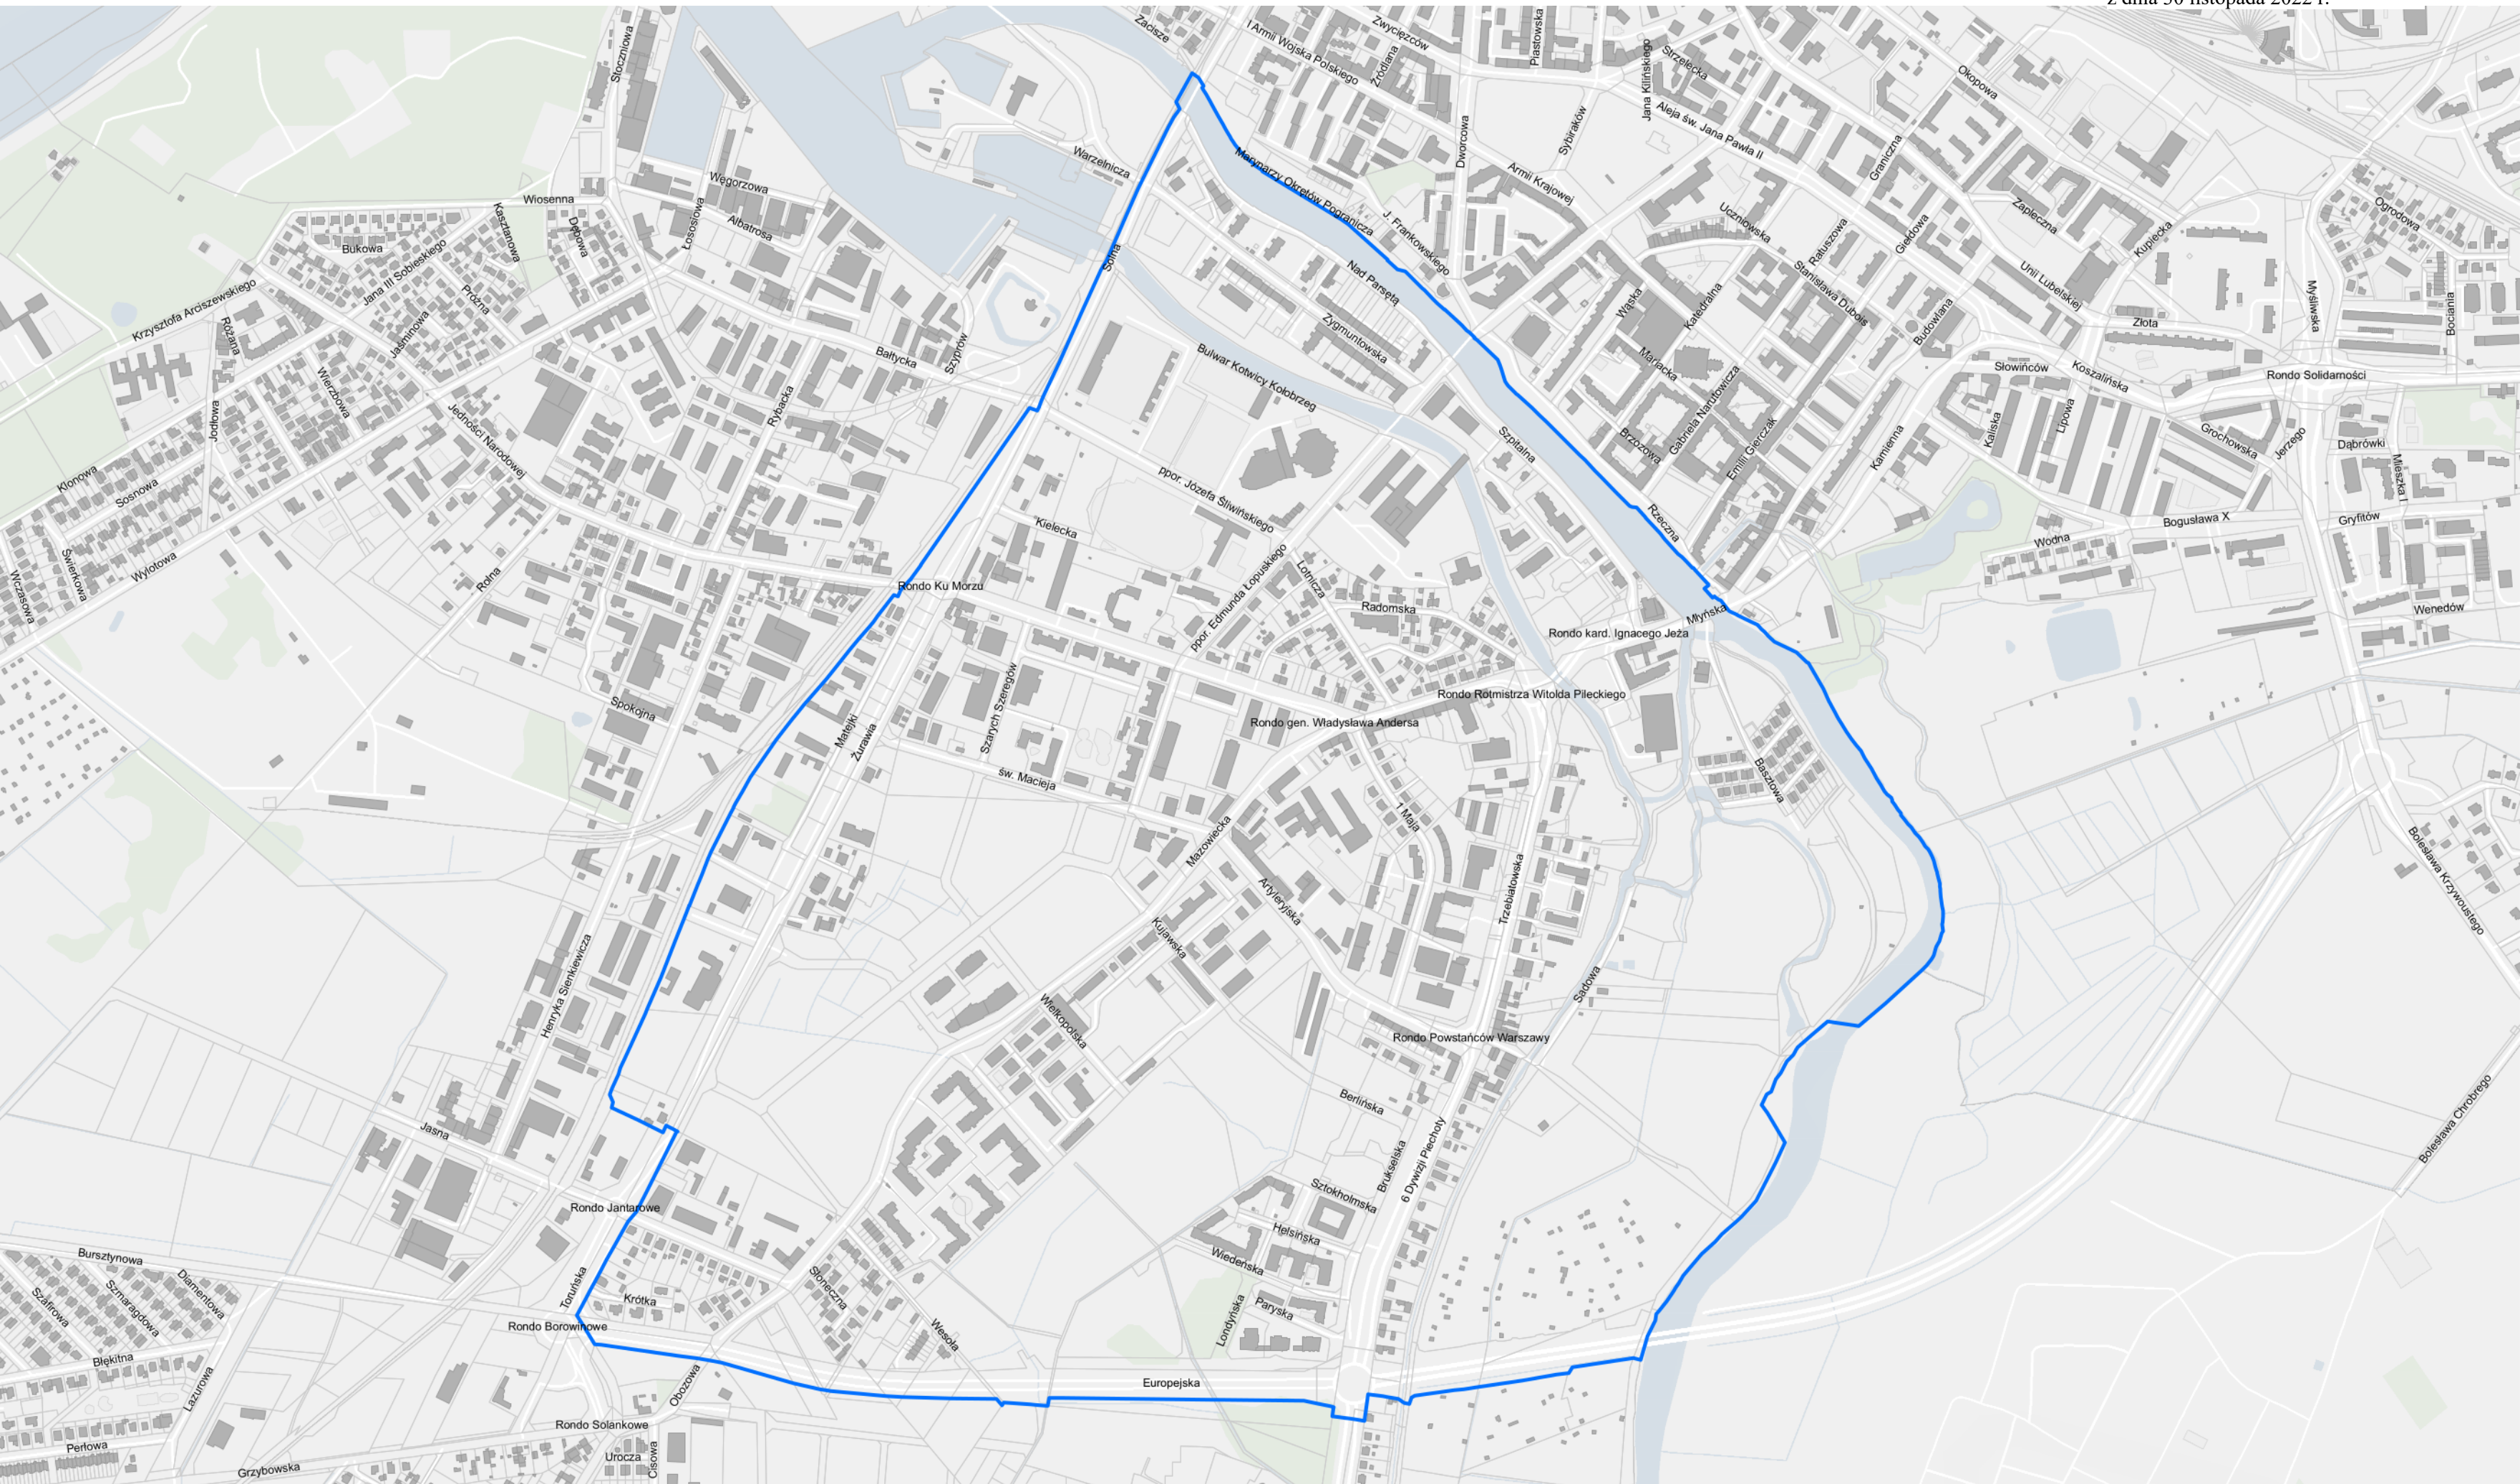 z dnia 30 listopada 2022 r.
Zacisze
I Armii Wojska Polskiego
Zwycięzców
Źródlana
Piastowska
Jana Kilińskiego
Strzelecka
Okopowa
Stoczniowa
Aleja św. Jana Pawła II
Dworcowa
Sybiraków
Armii Krajowej
Graniczna
Warzelnicza
Marynarzy Okrętów Pogranicza
J. Frankowskiego
Węgorzowa
Wiosenna
Albatrosa
Łososiowa
Kasztanowa
Dębowa
Bukowa
Jana III Sobieskiego
Próżna
Krzysztofa Arciszewskiego
Różana
Jaśminowa
Wierzbowa
Jodłowa
Jedności Narodowej
Klonowa
Sosnowa
Świerkowa
Wczasowa
Wylotowa
Rolna
Rybacka
Bałtycka
Szyprów
Solna
Nad Parsętą
Zygmuntowska
Bulwar Kotwicy Kołobrzeg
Szpitalna
Uczniowska
Ratuszowa
Giełdowa
Stanisława Dubois
Budowlana
Zapleczna
Kupiecka
Unii Lubelskiej
Złota
Ogrodowa
Myśliwska
Bociania
Rondo Solidarności
Koszalińska
Słowińców
Wąska
Katedralna
Mariacka
Gabriela Narutowicza
Brzozowa
Emilii Gierczak
Kamienna
Kaliska
Lipowa
Grochowska
Jerzego
Dąbrówki
Mieszka I
Gryfitów
Bogusława X
Wodna
Wenedów
Rzeczna
ppor. Józefa Śliwińskiego
Kielecka
Rondo Ku Morzu
ppor. Edmunda Łopuskiego
Lotnicza
Radomska
Młyńska
Rondo kard. Ignacego Jeża
Rondo Rotmistrza Witolda Pileckiego
Rondo gen. Władysława Andersa
Spokojna
Matejki
Żurawia
Szarych Szeregów
św. Macieja
Basztowa
1 Maja
Mazowiecka
Artyleryjska
Trzebiatowska
Kujawska
Wielkopolska
Sadowa
Henryka Sienkiewicza
Bolesława Krzywoustego
Bolesława Chrobrego
Rondo Powstańców Warszawy
Berlińska
Brukselska
6 Dywizji Piechoty
Jasna
Rondo Jantarowe
Sztokholmska
Helsińska
Wiedeńska
Londyńska
Paryska
Bursztynowa
Diamentowa
Szmaragdowa
Szafirowa
Błękitna
Lazurowa
Perłowa
Grzybowska
Toruńska
Krótka
Słoneczna
Wesoła
Rondo Borowinowe
Obozowa
Europejska
Rondo Solankowe
Urocza
Cisowa